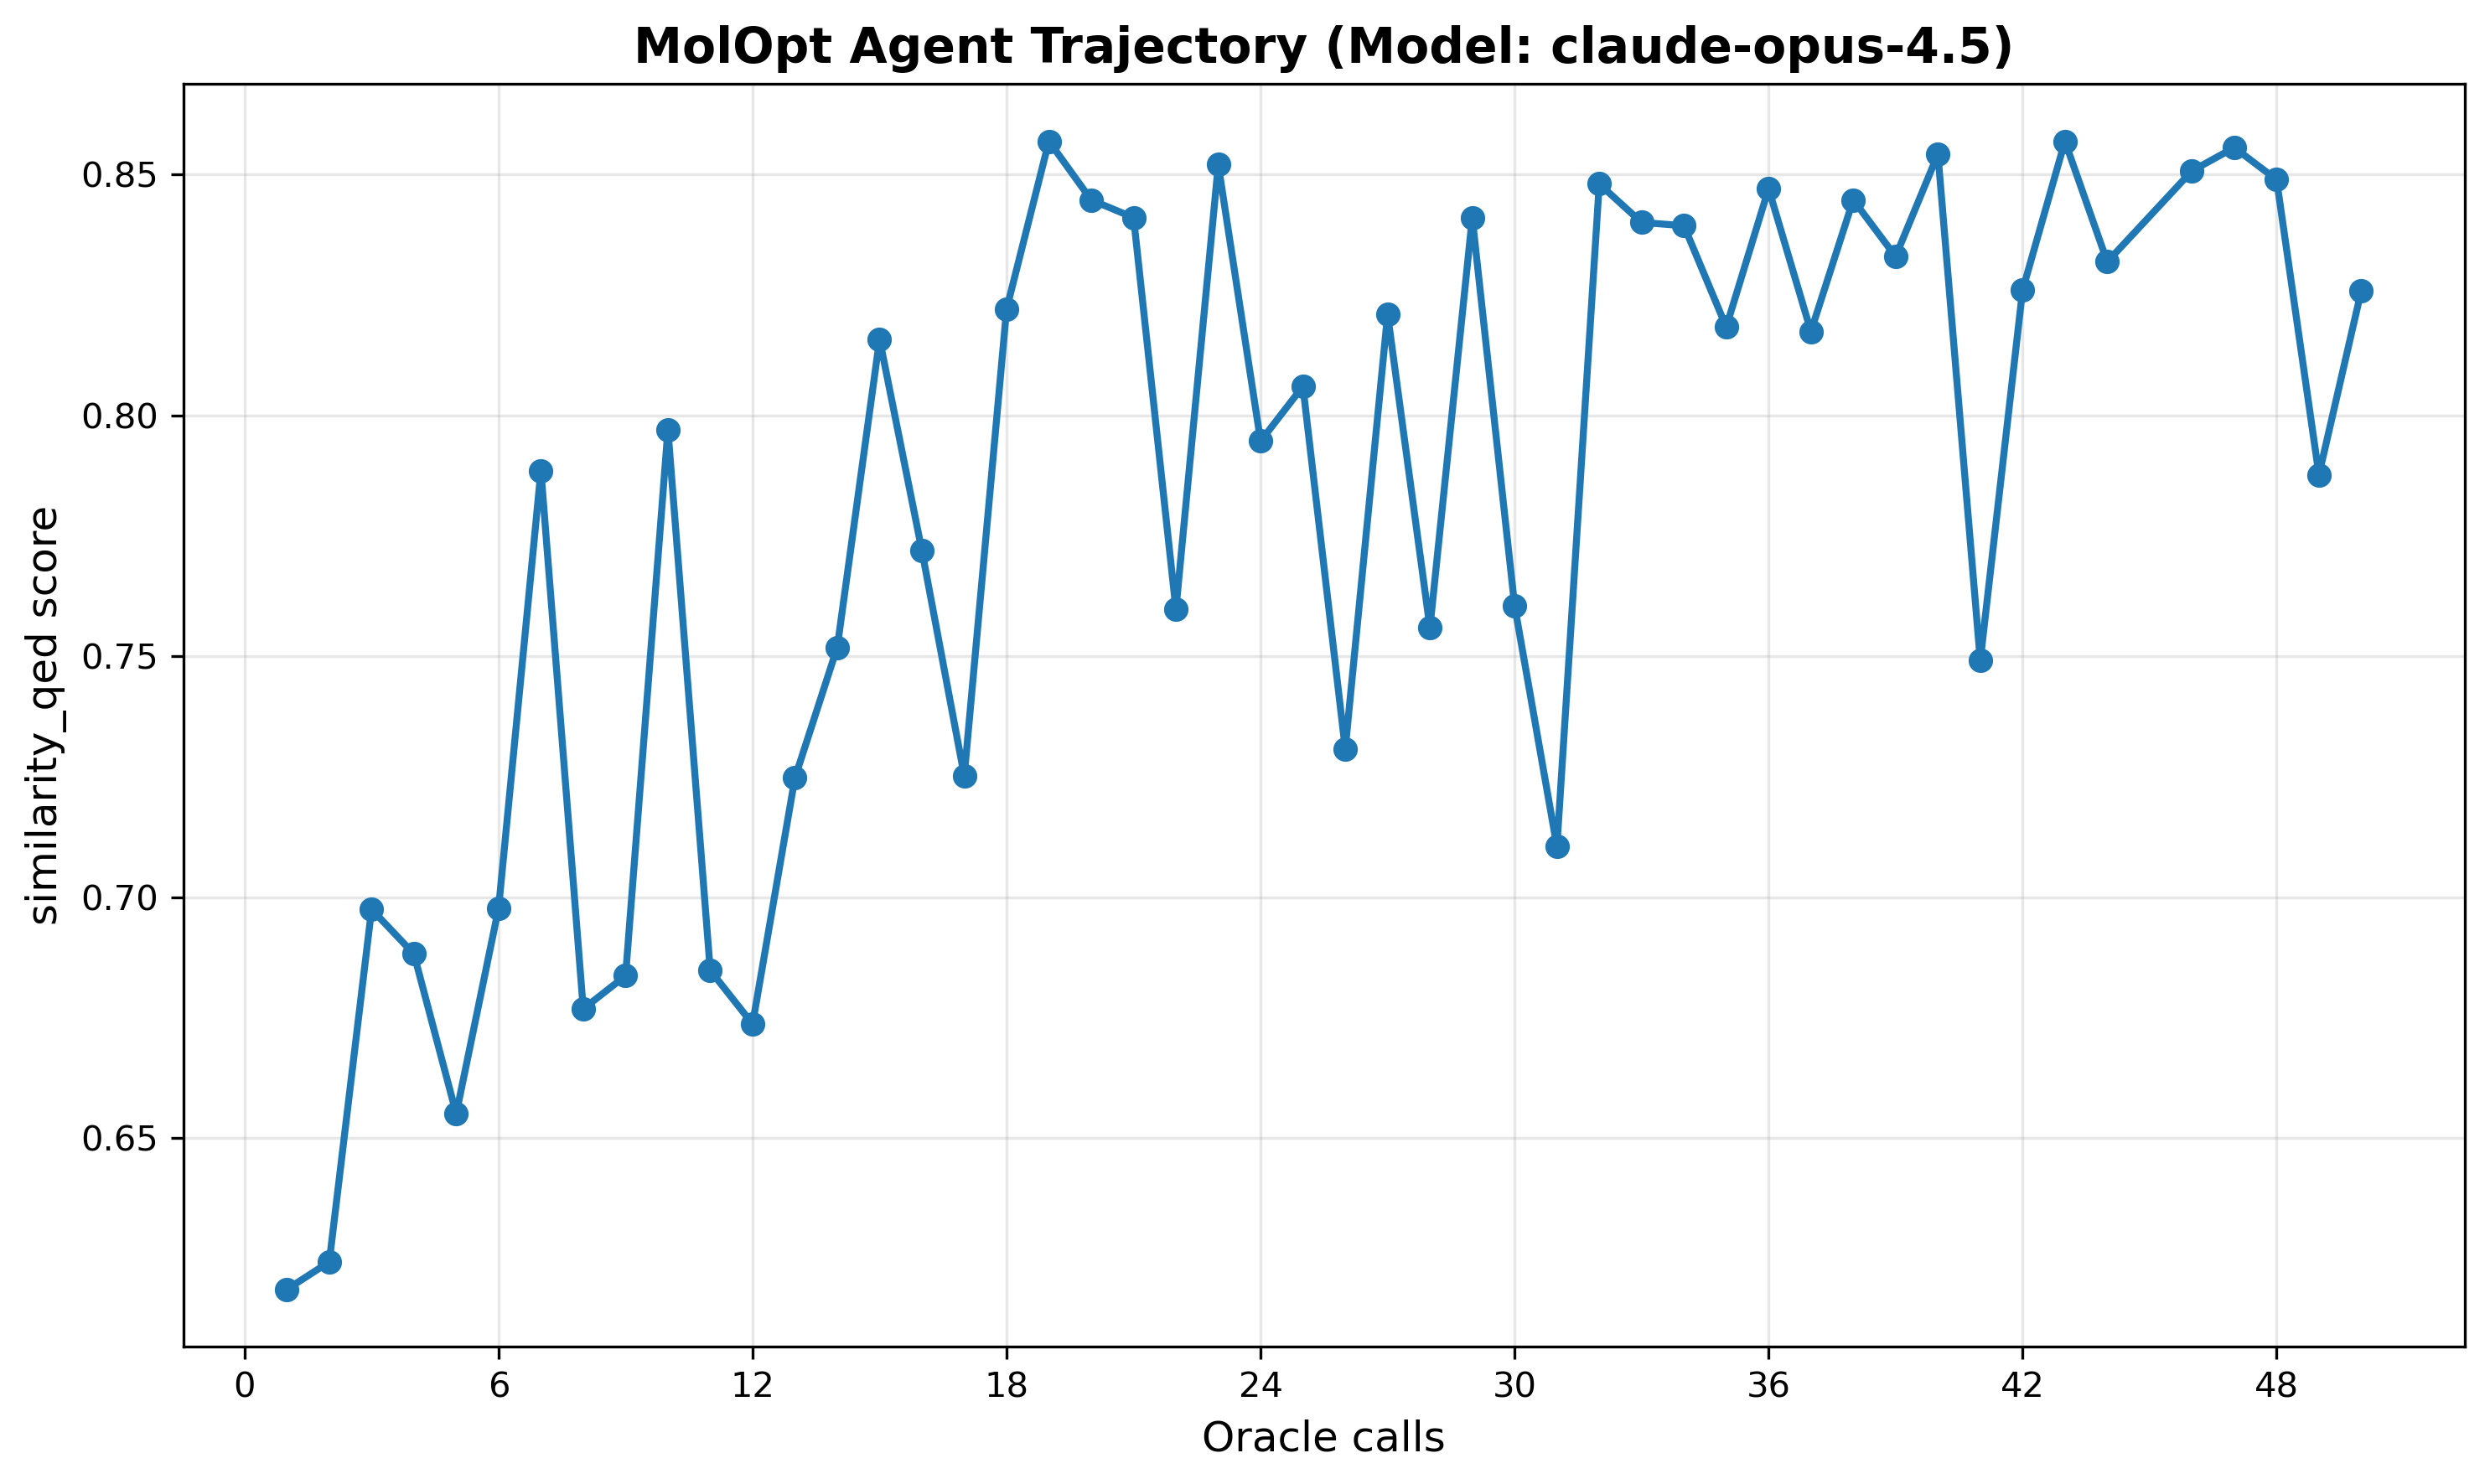 MolOpt Agent Trajectory (Model: claude-opus-4.5)
similarity_qed score
0.85
0.80
0.75
0.70
0.65
0 6 12 18 24 30 36 42 48
Oracle calls